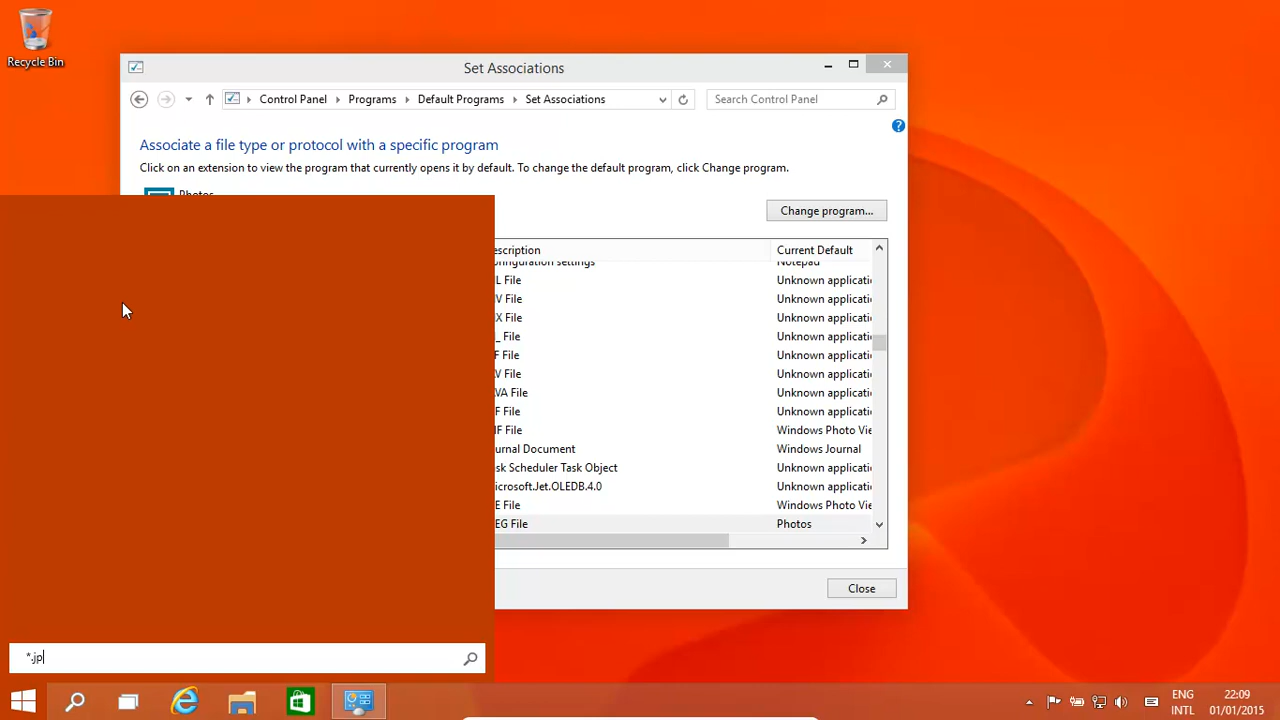 Recycle Bin
Set Associations
Control Panel > Programs > Default Programs > Set Associations
Search Control Panel
Associate a file type or protocol with a specific program
Click on an extension to view the program that currently opens it by default. To change the default program, click Change program.
Photos
Change program...
escription Current Default
onfiguration settings Notepad
L File Unknown applicati
V File Unknown applicati
X File Unknown applicati
_ File Unknown applicati
F File Unknown applicati
V File Unknown applicati
VA File Unknown applicati
F File Unknown applicati
IF File Windows Photo Vie
urnal Document Windows Journal
sk Scheduler Task Object Unknown applicati
icrosoft.Jet.OLEDB.4.0 Unknown applicati
E File Windows Photo Vie
EG File Photos
Close
*.jp
ENG 22:09
INTL 01/01/2015